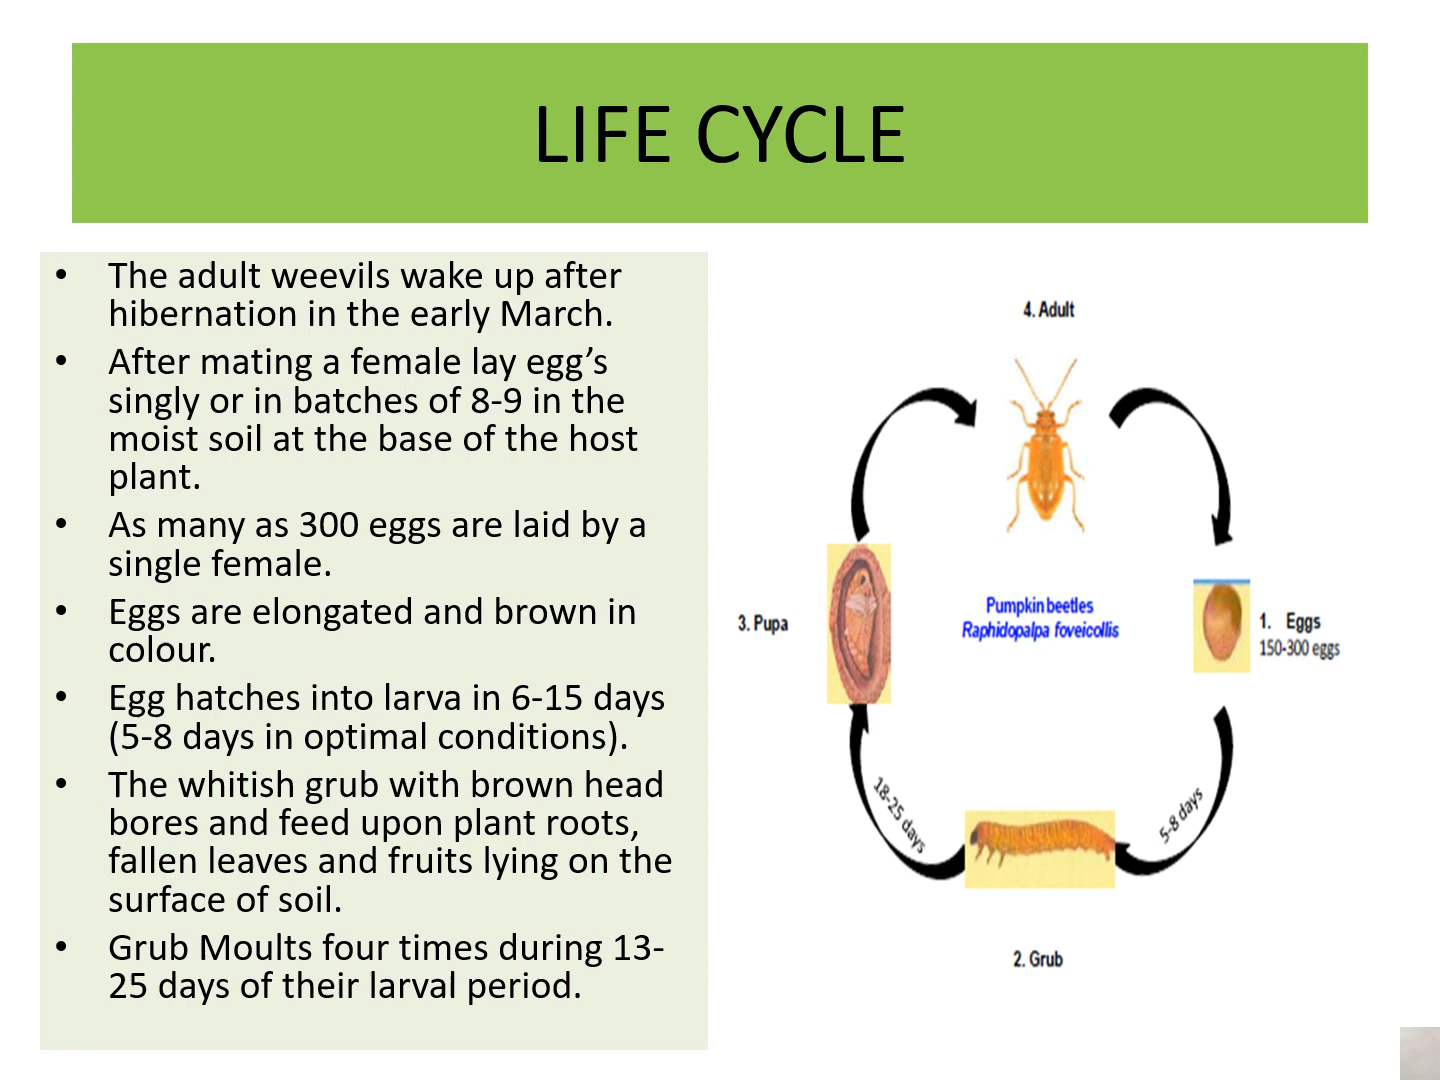 LIFE CYCLE
• The adult weevils wake up after
hibernation in the early March.
• After mating a female lay egg’s
singly or in batches of 8-9 in the
moist soil at the base of the host
plant.
• As many as 300 eggs are laid by a
single female.
• Eggs are elongated and brown in
colour.
• Egg hatches into larva in 6-15 days
(5-8 days in optimal conditions).
• The whitish grub with brown head
bores and feed upon plant roots,
fallen leaves and fruits lying on the
surface of soil.
• Grub Moults four times during 13-
25 days of their larval period.
4. Adult
Pumpkin beetles
Raphidopalpa foveicollis
1. Eggs
150-300 eggs
3. Pupa
18-25 days
5-8 days
2. Grub